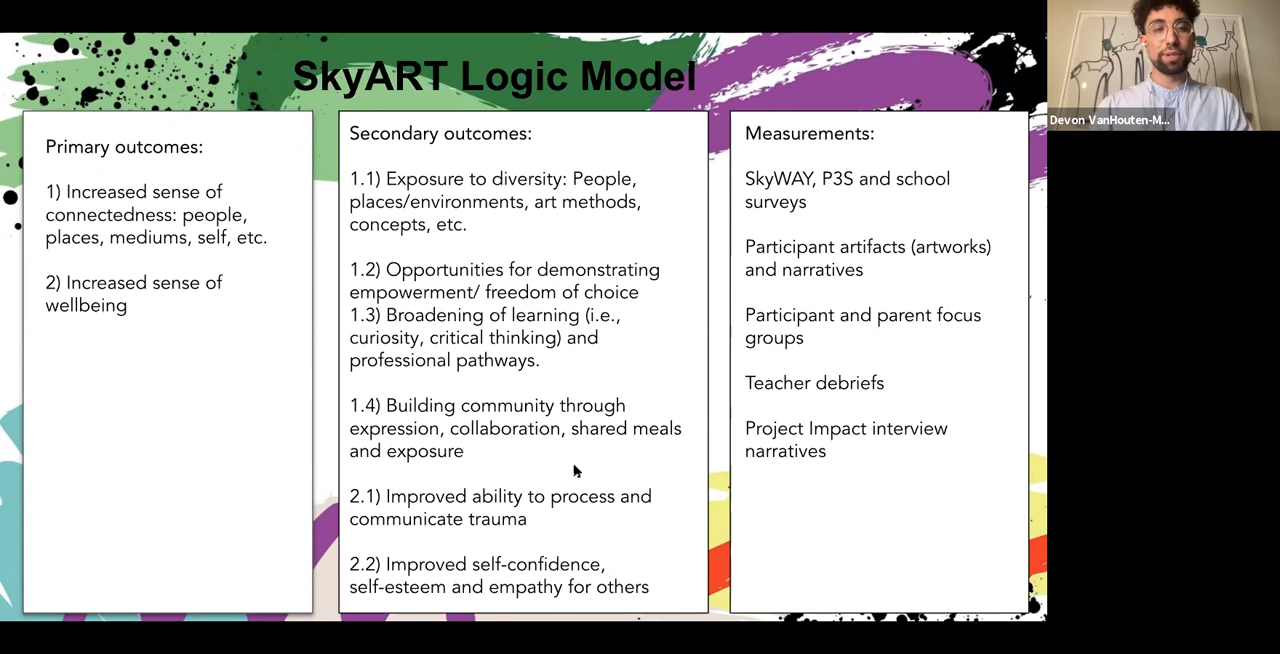 SkyART Logic Model
Primary outcomes:
1) Increased sense of
connectedness: people,
places, mediums, self, etc.
2) Increased sense of
wellbeing
Secondary outcomes:
1.1) Exposure to diversity: People,
places/environments, art methods,
concepts, etc.
1.2) Opportunities for demonstrating
empowerment/ freedom of choice
1.3) Broadening of learning (i.e.,
curiosity, critical thinking) and
professional pathways.
1.4) Building community through
expression, collaboration, shared meals
and exposure
2.1) Improved ability to process and
communicate trauma
2.2) Improved self-confidence,
self-esteem and empathy for others
Measurements:
SkyWAY, P3S and school
surveys
Participant artifacts (artworks)
and narratives
Participant and parent focus
groups
Teacher debriefs
Project Impact interview
narratives
Devon VanHouten-M...